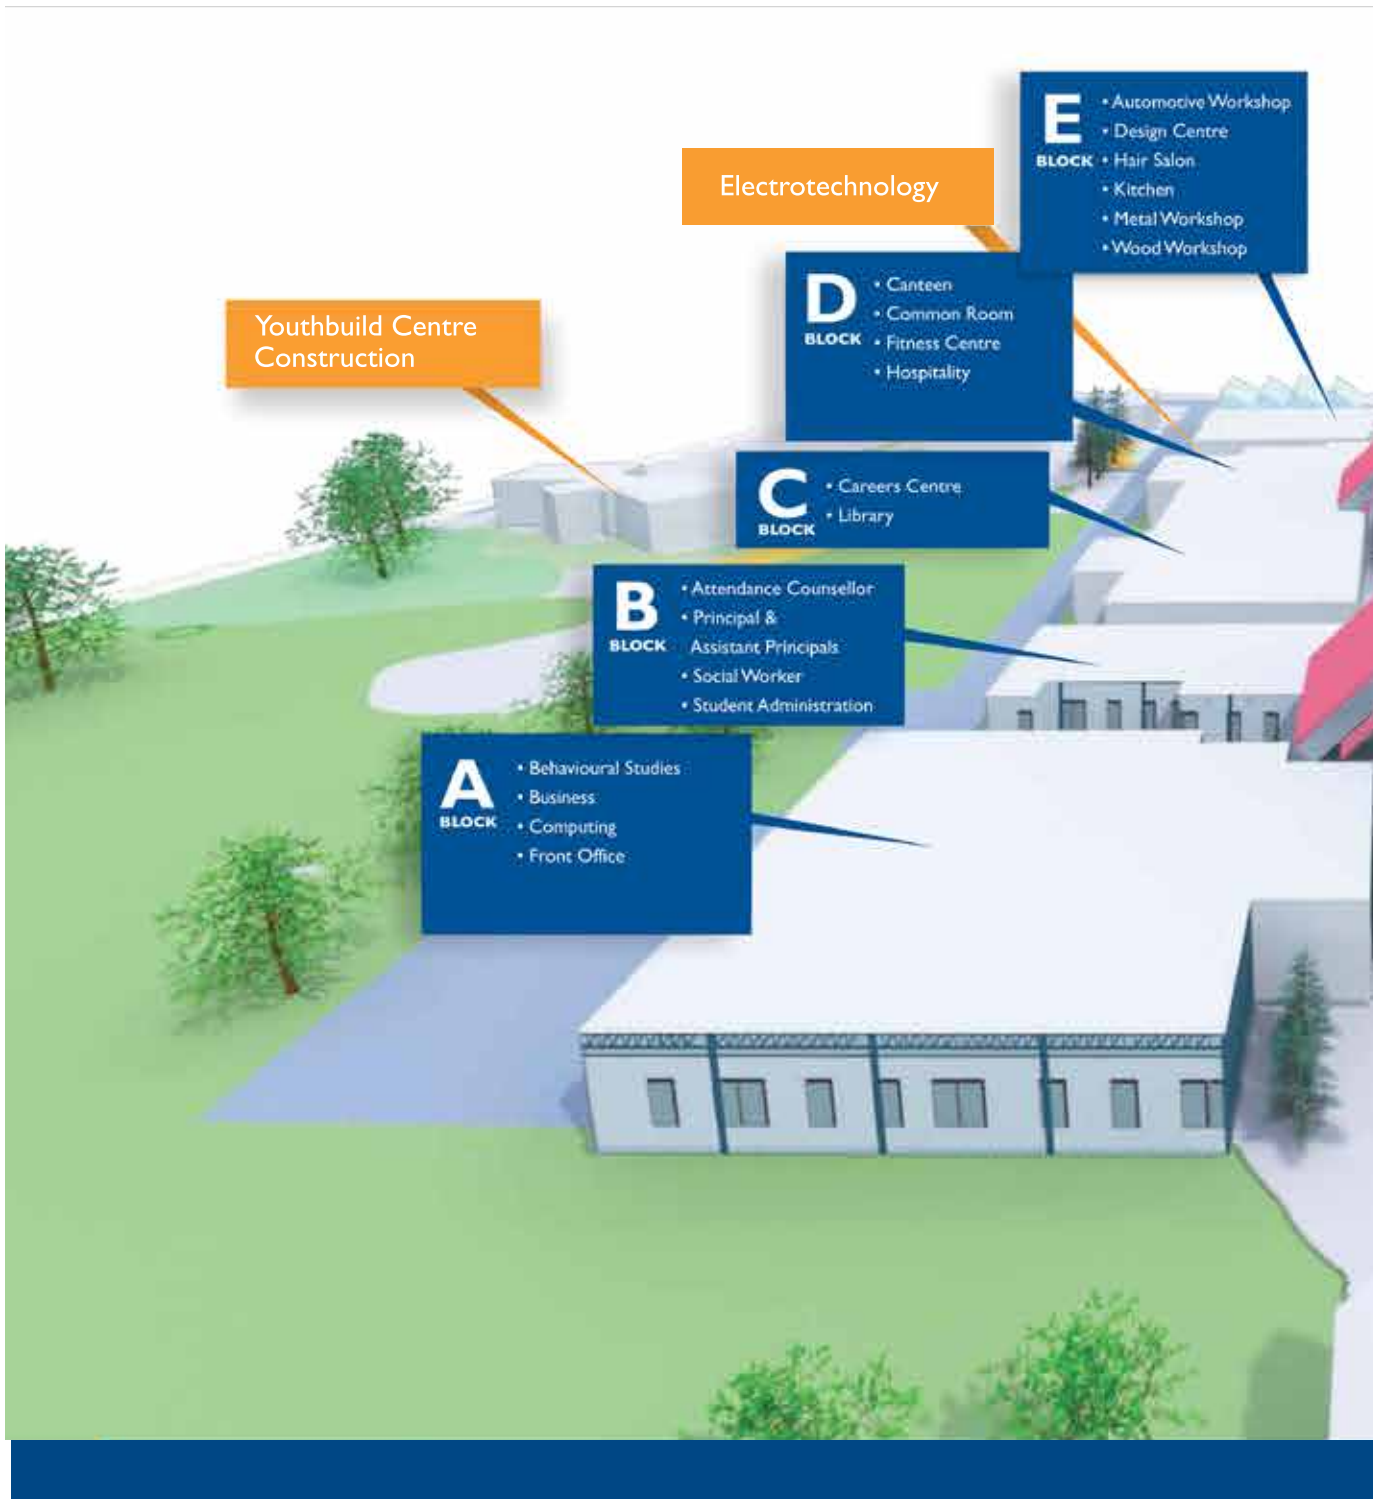 E
BLOCK
• Automotive Workshop
• Design Centre
• Hair Salon
• Kitchen
• Metal Workshop
• Wood Workshop
Electrotechnology
D
BLOCK
• Canteen
• Common Room
• Fitness Centre
• Hospitality
Youthbuild Centre
Construction
C
BLOCK
• Careers Centre
• Library
B
BLOCK
• Attendance Counsellor
• Principal &
Assistant Principals
• Social Worker
• Student Administration
A
BLOCK
• Behavioural Studies
• Business
• Computing
• Front Office